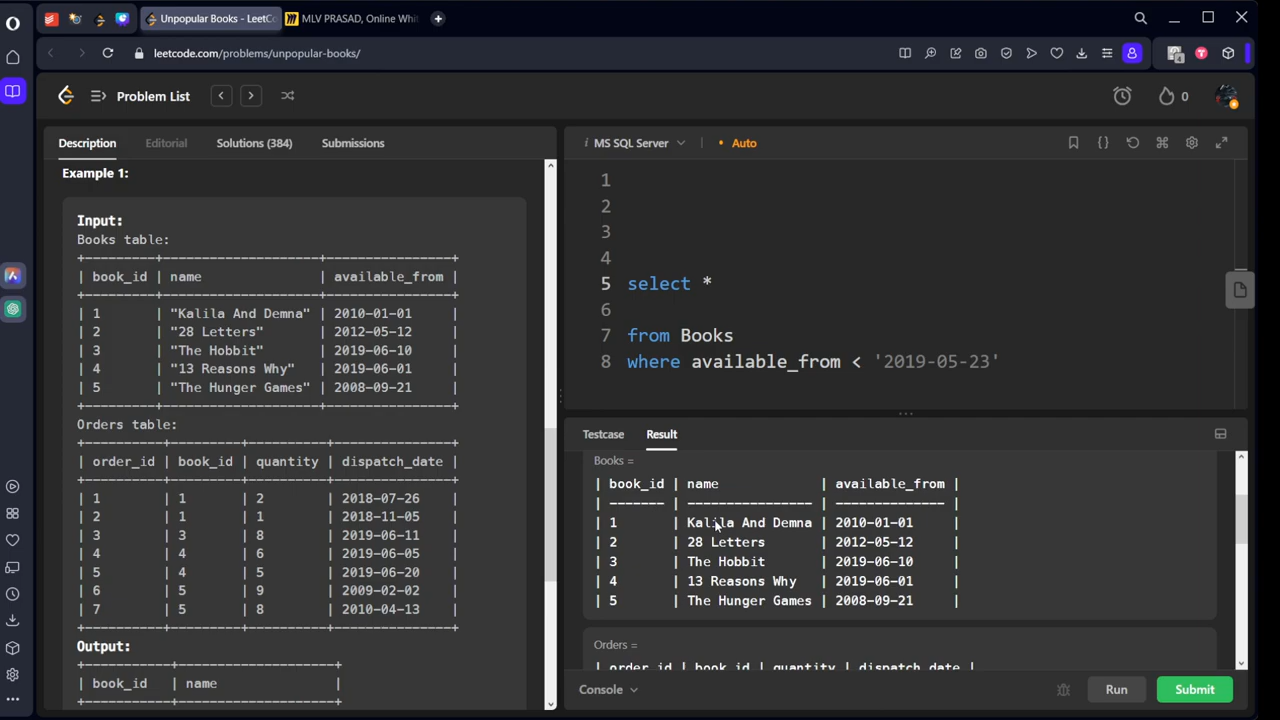 Unpopular Books - LeetCo
MLV PRASAD, Online Whit
leetcode.com/problems/unpopular-books/
Problem List
0
Description
Editorial
Solutions (384)
Submissions
Example 1:
Input:
Books table:
+----------+----------------------+----------------+
| book_id | name | available_from |
+----------+----------------------+----------------+
| 1 | "Kalila And Demna" | 2010-01-01 |
| 2 | "28 Letters" | 2012-05-12 |
| 3 | "The Hobbit" | 2019-06-10 |
| 4 | "13 Reasons Why" | 2019-06-01 |
| 5 | "The Hunger Games" | 2008-09-21 |
+----------+----------------------+----------------+
Orders table:
+----------+---------+----------+---------------+
| order_id | book_id | quantity | dispatch_date |
+----------+---------+----------+---------------+
| 1 | 1 | 2 | 2018-07-26 |
| 2 | 1 | 1 | 2018-11-05 |
| 3 | 3 | 8 | 2019-06-11 |
| 4 | 4 | 6 | 2019-06-05 |
| 5 | 4 | 5 | 2019-06-20 |
| 6 | 5 | 9 | 2009-02-02 |
| 7 | 5 | 8 | 2010-04-13 |
+----------+---------+----------+---------------+
Output:
+----------+-------------------+
| book_id | name |
+----------+-------------------+
i MS SQL Server
• Auto
1
2
3
4
5 select *
6
7 from Books
8 where available_from < '2019-05-23'
Testcase
Result
Books =
| book_id | name | available_from |
| ------- | ---------------- | -------------- |
| 1 | Kalila And Demna | 2010-01-01 |
| 2 | 28 Letters | 2012-05-12 |
| 3 | The Hobbit | 2019-06-10 |
| 4 | 13 Reasons Why | 2019-06-01 |
| 5 | The Hunger Games | 2008-09-21 |
Orders =
| order_id | book_id | quantity | dispatch_date |
Console
Run
Submit
4